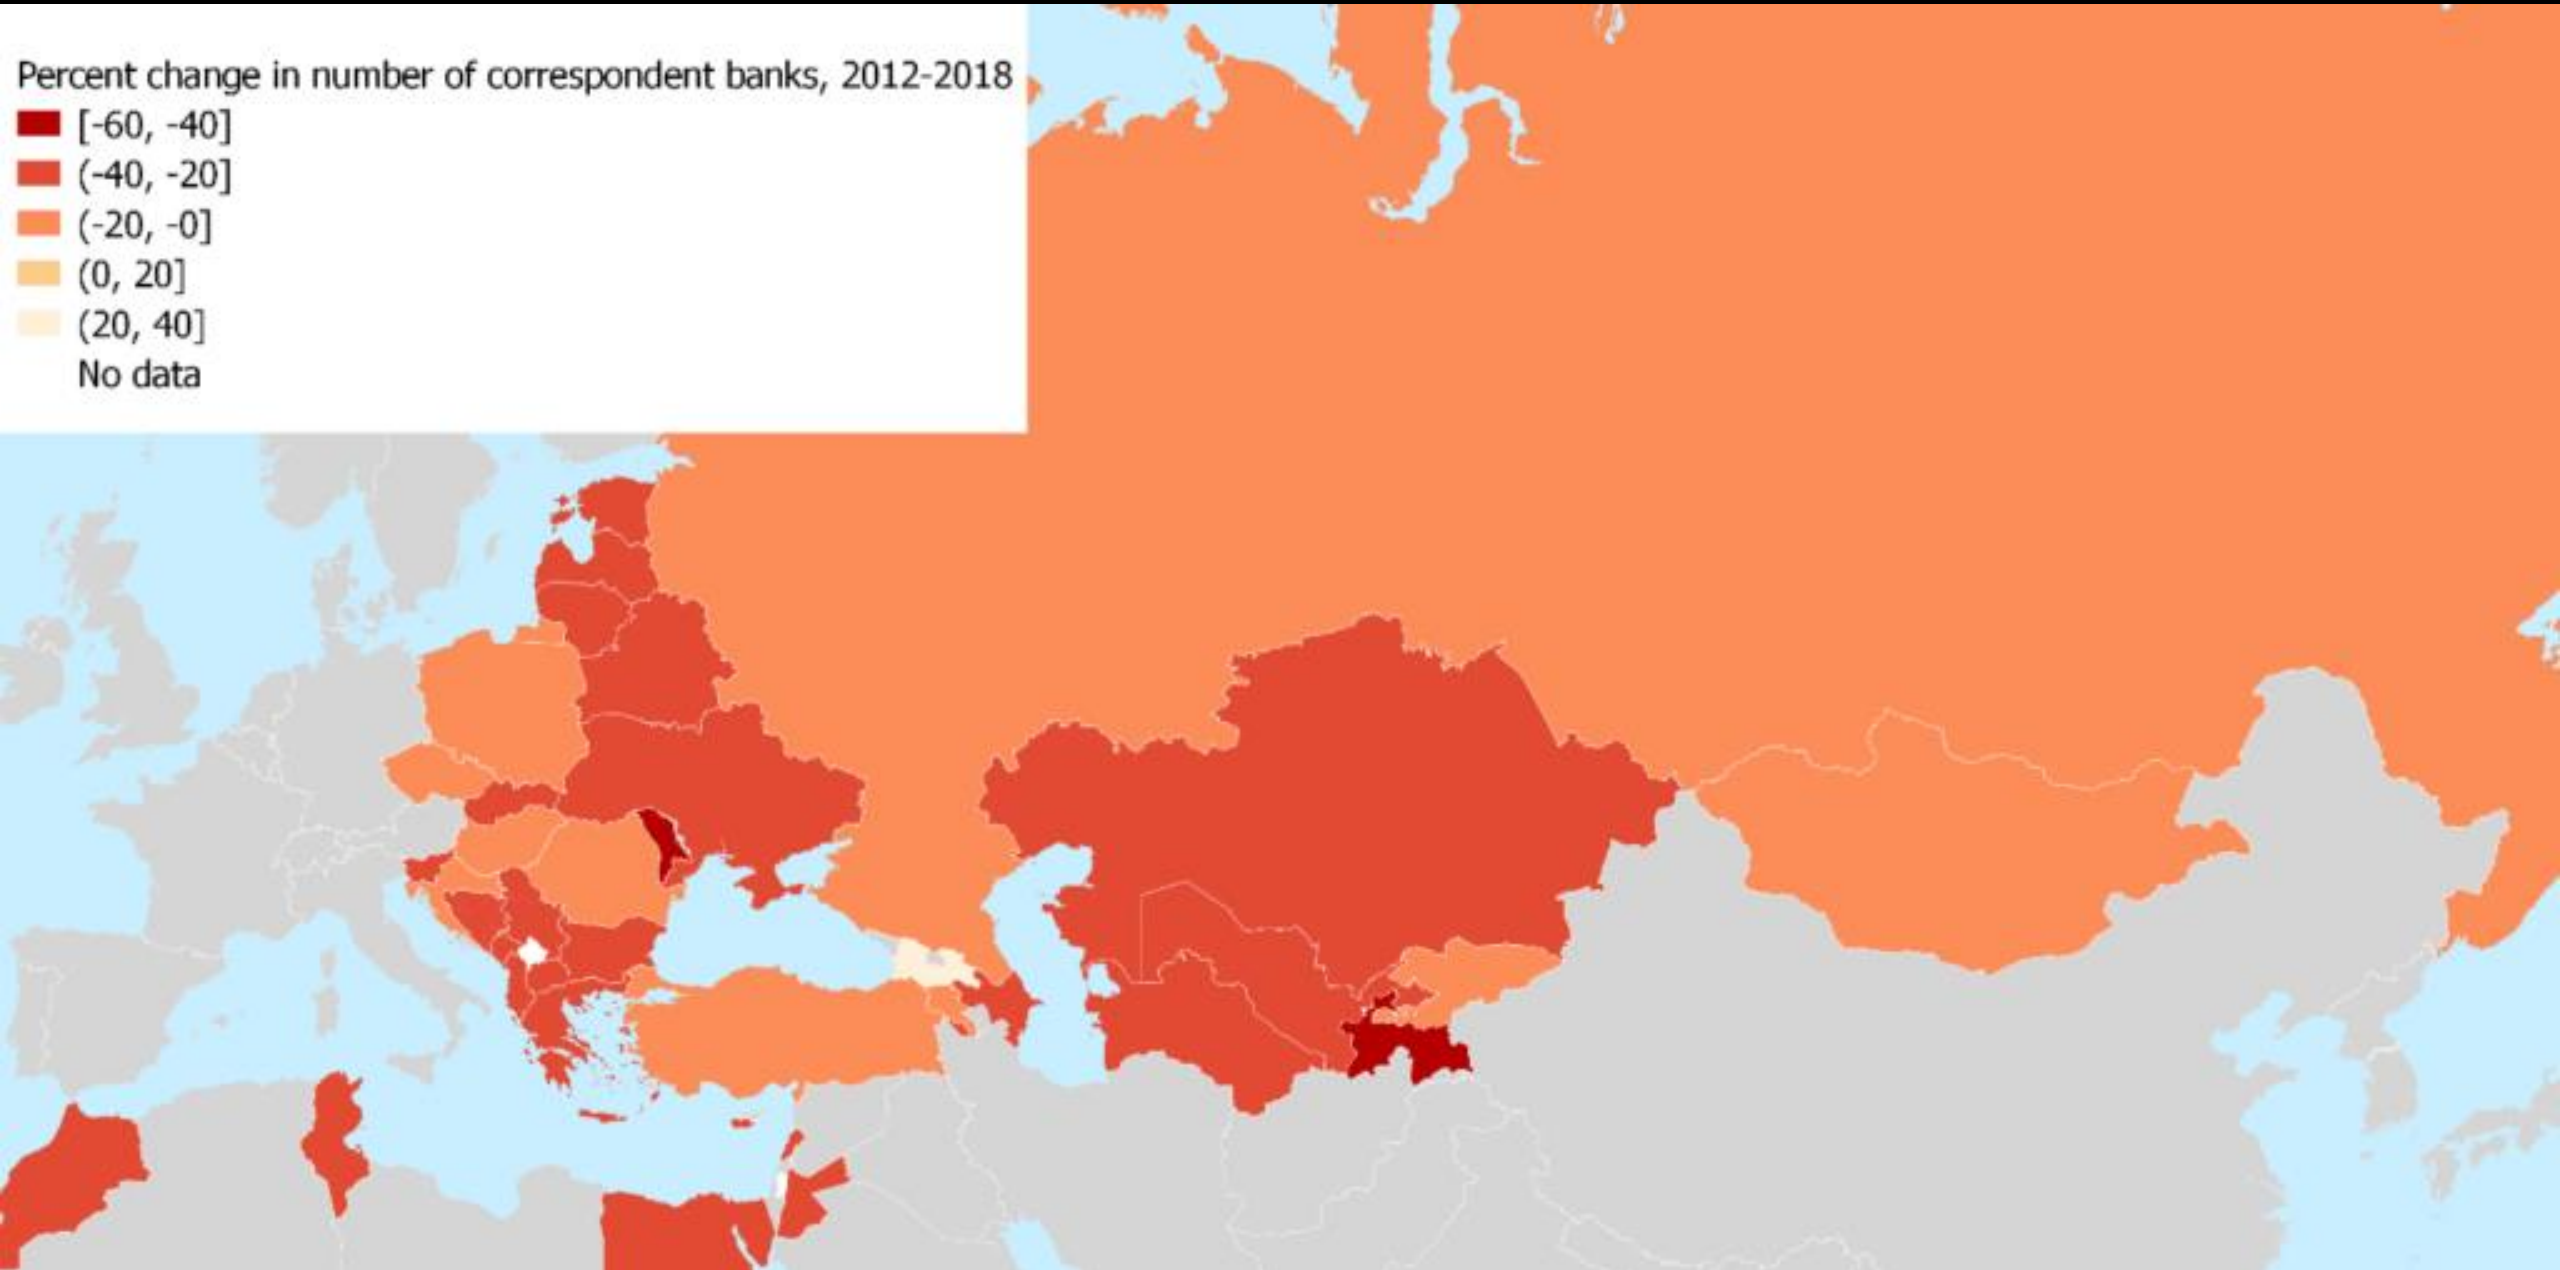 Percent change in number of correspondent banks, 2012-2018
[-60, -40]
(-40, -20]
(-20, -0]
(0, 20]
(20, 40]
No data